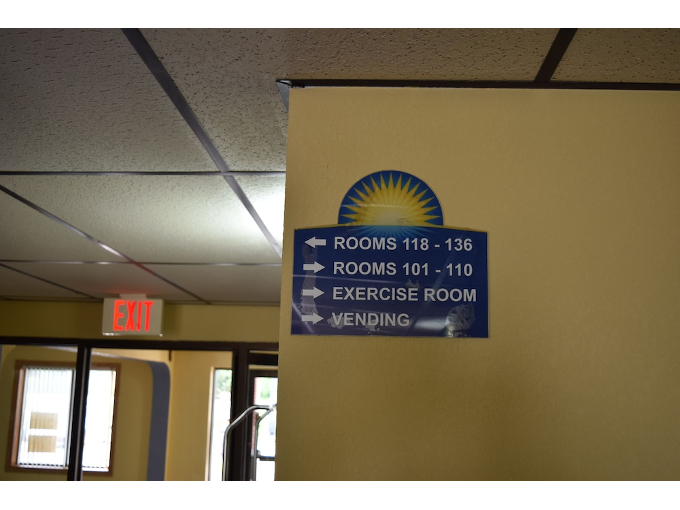 ROOMS 118 - 136
ROOMS 101 - 110
EXERCISE ROOM
VENDING
EXIT